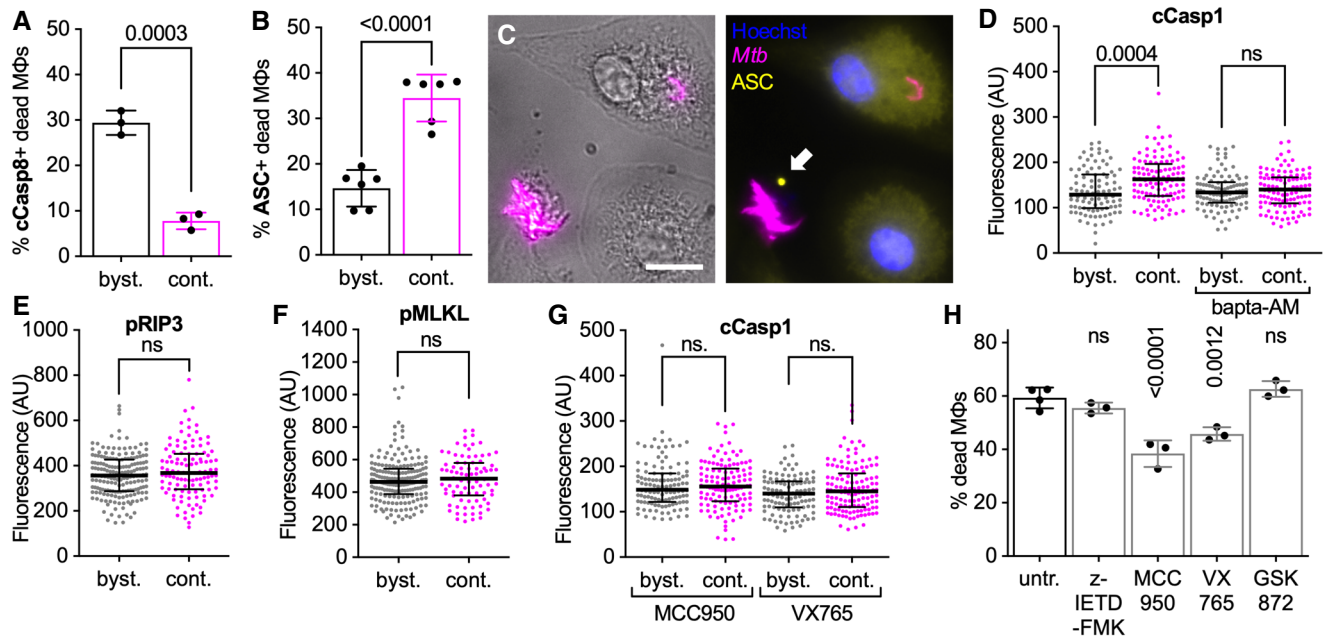 A
% cCasp8+ dead MΦs
50
40
30
20
10
0
0.0003
byst.
cont.
B
% ASC+ dead MΦs
50
40
30
20
10
0
<0.0001
byst.
cont.
C
Hoechst
Mtb
ASC
D
cCasp1
Fluorescence (AU)
500
400
300
200
100
0
0.0004
ns
byst.
cont.
byst.
cont.
bapta-AM
E
pRIP3
Fluorescence (AU)
1000
800
600
400
200
0
ns
byst.
cont.
F
pMLKL
Fluorescence (AU)
1400
1200
1000
800
600
400
200
0
ns
byst.
cont.
G
cCasp1
Fluorescence (AU)
500
400
300
200
100
0
ns.
ns.
byst.
cont.
byst.
cont.
MCC950
VX765
H
% dead MΦs
80
60
40
20
0
ns
<0.0001
0.0012
ns
untr.
z-
IETD
-FMK
MCC
950
VX
765
GSK
872